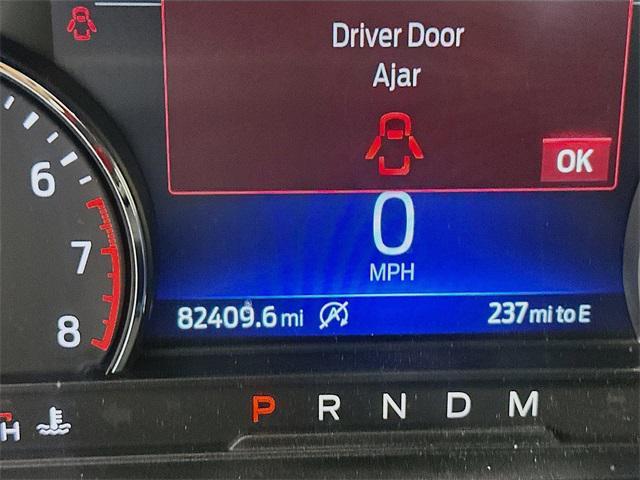 Driver Door
Ajar
OK
6
0
7
MPH
82409.6 mi
237 mi to E
8
P R N D M
H